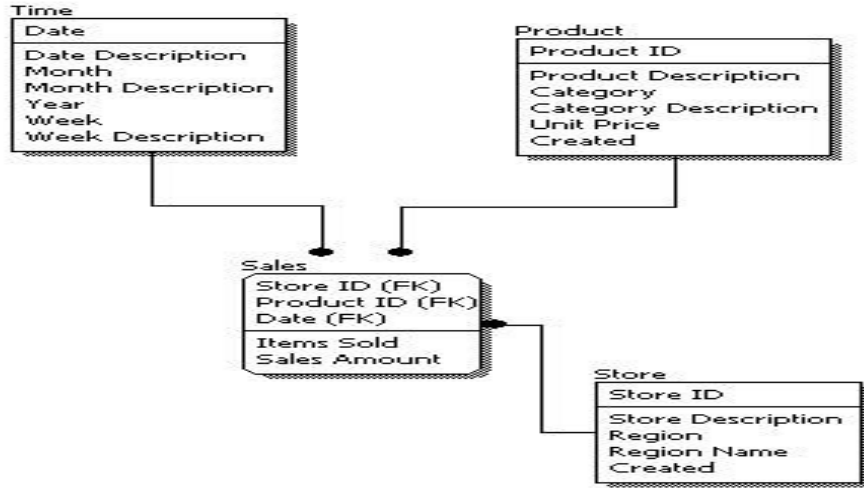 Time
Date
Date Description
Month
Month Description
Year
Week
Week Description
Product
Product ID
Product Description
Category
Category Description
Unit Price
Created
Sales
Store ID (FK)
Product ID (FK)
Date (FK)
Items Sold
Sales Amount
Store
Store ID
Store Description
Region
Region Name
Created